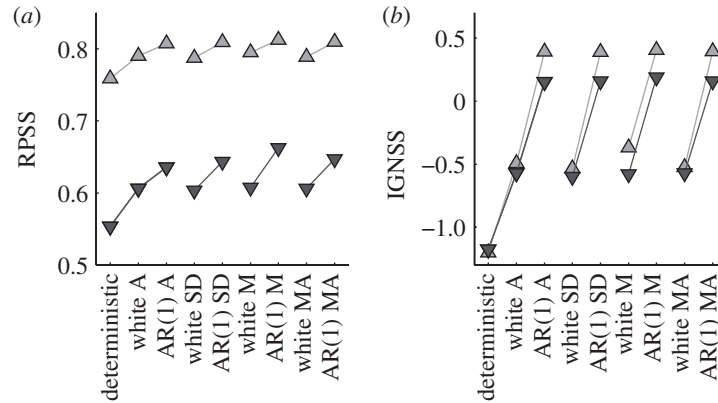 (a)
0.8
0.7
0.6
0.5
RPSS
deterministic
white A
AR(1) A
white SD
AR(1) SD
white M
AR(1) M
white MA
AR(1) MA
(b)
0.5
0
−0.5
−1.0
IGNSS
deterministic
white A
AR(1) A
white SD
AR(1) SD
white M
AR(1) M
white MA
AR(1) MA